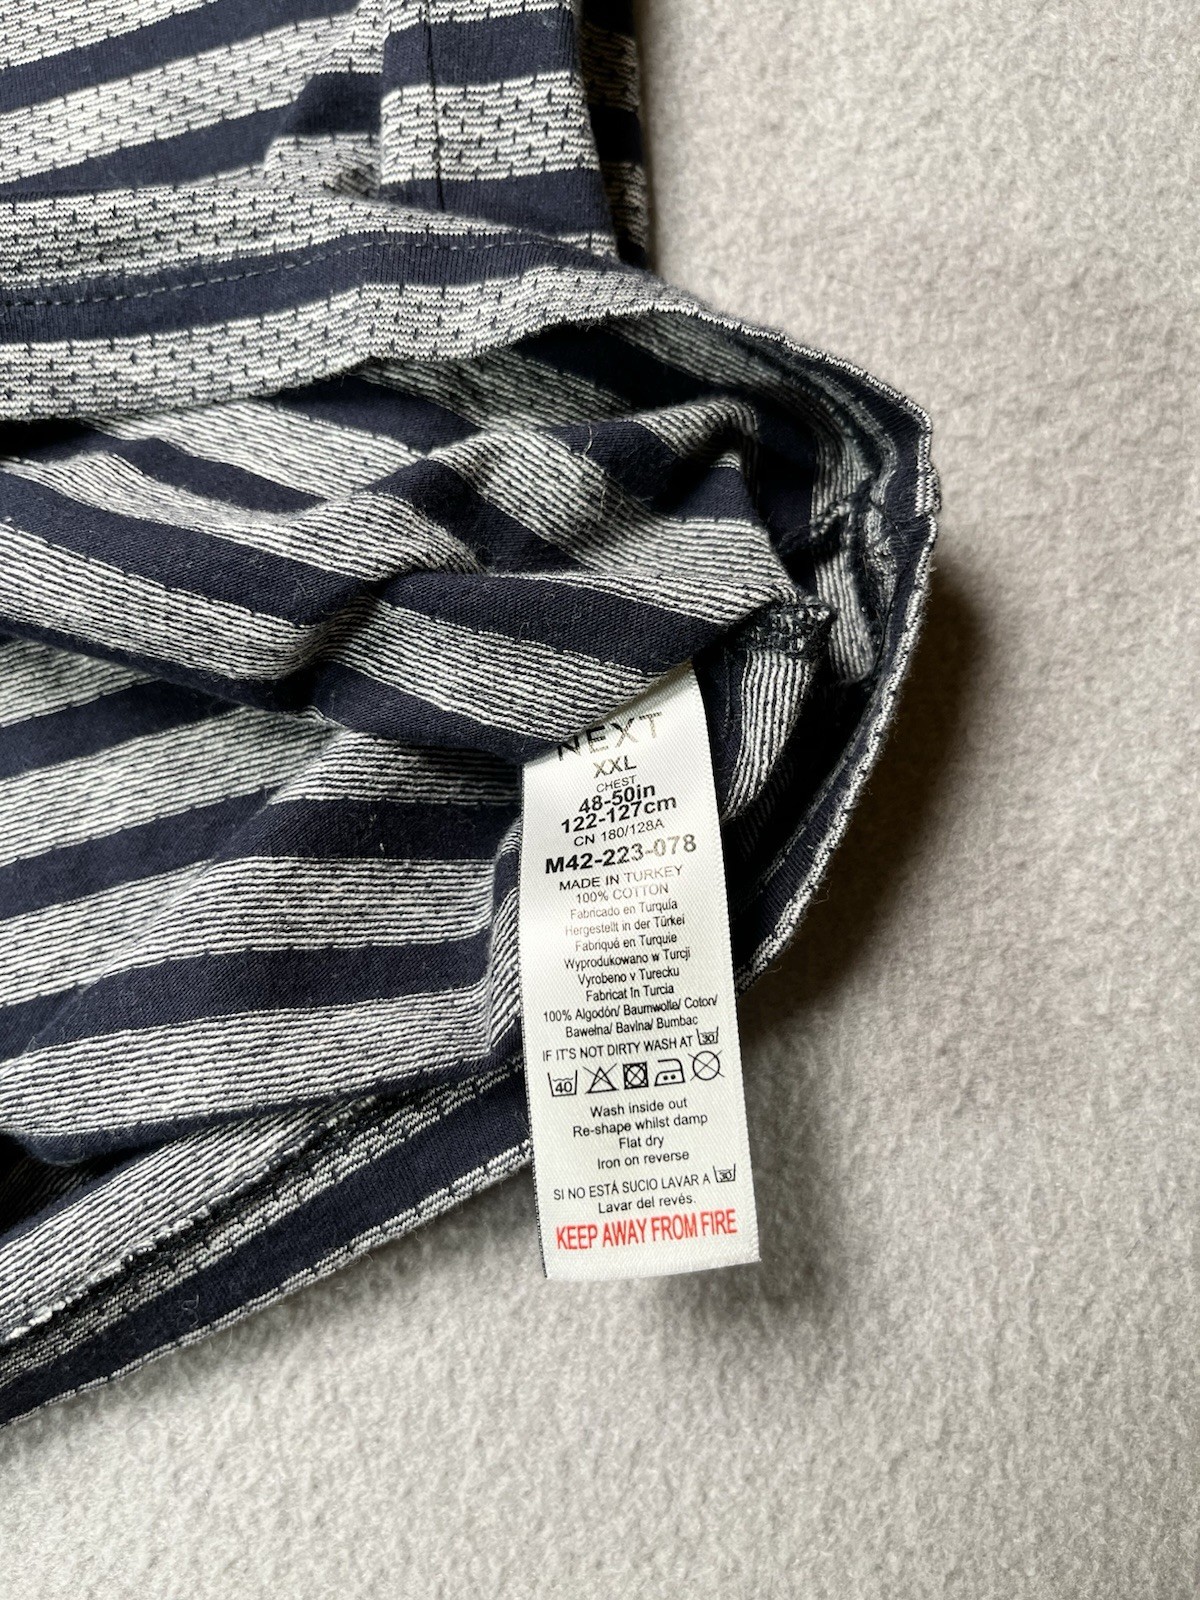 NEXT
XXL
CHEST
48-50in
122-127cm
CN 180/128A
M42-223-078
MADE IN TURKEY
100% COTTON
Fabricado en Turquía
Hergestellt in der Türkei
Fabriqué en Turquie
Wyprodukowano w Turcji
Vyrobeno v Turecku
Fabricat în Turcia
100% Algodón/ Baumwolle/ Coton/
Bawełna/ Bavlna/ Bumbac
IF IT'S NOT DIRTY WASH AT 30
40
Wash inside out
Re-shape whilst damp
Flat dry
Iron on reverse
SI NO ESTÁ SUCIO LAVAR A 30
Lavar del revés.
KEEP AWAY FROM FIRE